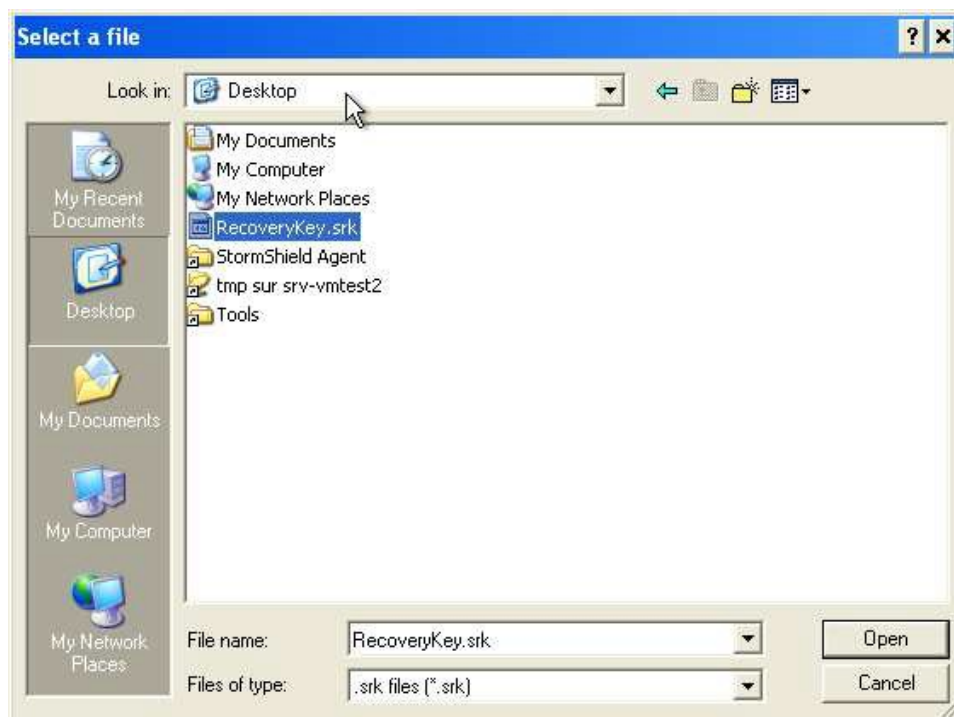 Select a file
Look in: Desktop
My Recent
Documents
Desktop
My Documents
My Computer
My Network
Places
My Documents
My Computer
My Network Places
RecoveryKey.srk
StormShield Agent
tmp sur srv-vmtest2
Tools
File name: RecoveryKey.srk Open
Files of type: .srk files (*.srk) Cancel